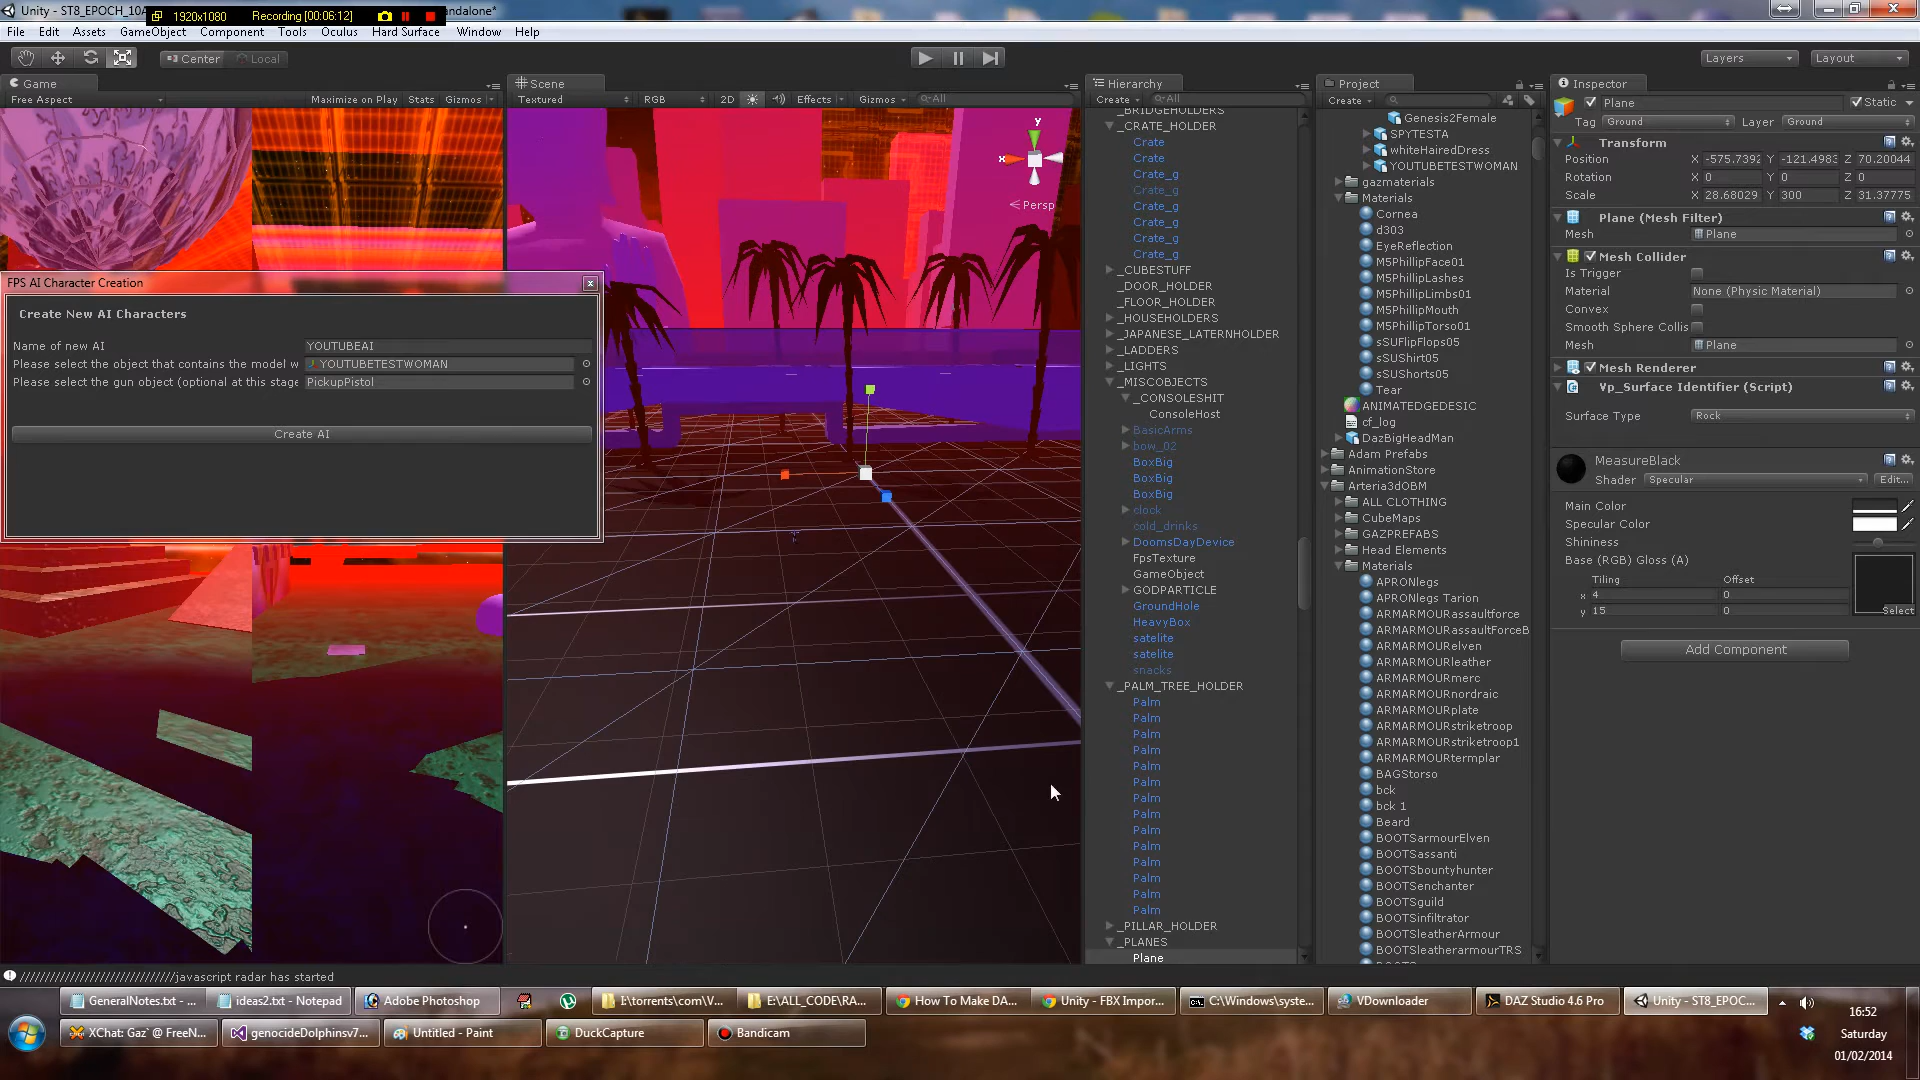 Unity - ST8_EPOCH_10A
1920x1080
Recording [00:06:12]
andalone*
File Edit Assets GameObject Component Tools Oculus Hard Surface Window Help
Center Local
Layers
Layout
Game
Free Aspect
Maximize on Play Stats Gizmos
FPS AI Character Creation
Create New AI Characters
Name of new AI YOUTUBEAI
Please select the object that contains the model w YOUTUBETESTWOMAN
Please select the gun object (optional at this stage PickupPistol
Create AI
Scene
Textured RGB 2D Effects Gizmos All
y
x
Persp
Hierarchy
Create All
_BRIDGEHOLDERS
_CRATE_HOLDER
Crate
Crate
Crate_g
Crate_g
Crate_g
Crate_g
Crate_g
Crate_g
_CUBESTUFF
_DOOR_HOLDER
_FLOOR_HOLDER
_HOUSEHOLDERS
_JAPANESE_LATERNHOLDER
_LADDERS
_LIGHTS
_MISCOBJECTS
_CONSOLESHIT
ConsoleHost
BasicArms
bow_02
BoxBig
BoxBig
BoxBig
clock
cold_drinks
DoomsDayDevice
FpsTexture
GameObject
GODPARTICLE
GroundHole
HeavyBox
satelite
satelite
snacks
_PALM_TREE_HOLDER
Palm
Palm
Palm
Palm
Palm
Palm
Palm
Palm
Palm
Palm
Palm
Palm
Palm
Palm
_PILLAR_HOLDER
_PLANES
Plane
Project
Create
Genesis2Female
SPYTESTA
whiteHairedDress
YOUTUBETESTWOMAN
gazmaterials
Materials
Cornea
d303
EyeReflection
M5PhillipFace01
M5PhillipLashes
M5PhillipLimbs01
M5PhillipMouth
M5PhillipTorso01
sSUFlipFlops05
sSUShirt05
sSUShorts05
Tear
ANIMATEDGEDESIC
cf_log
DazBigHeadMan
Adam Prefabs
AnimationStore
Arteria3dOBM
ALL CLOTHING
CubeMaps
GAZPREFABS
Head Elements
Materials
APRONlegs
APRONlegs Tarion
ARMARMOURassaultforce
ARMARMOURassaultForceB
ARMARMOURelven
ARMARMOURleather
ARMARMOURmerc
ARMARMOURnordraic
ARMARMOURplate
ARMARMOURstriketroop
ARMARMOURstriketroop1
ARMARMOURtermplar
BAGStorso
bck
bck 1
Beard
BOOTSarmourElven
BOOTSassanti
BOOTSbountyhunter
BOOTSenchanter
BOOTSguild
BOOTSinfiltrator
BOOTSleatherArmour
BOOTSleatherarmourTRS
Inspector
Plane Static
Tag Ground Layer Ground
Transform
Position X -575.7392 Y -121.4983 Z 70.20044
Rotation X 0 Y 0 Z 0
Scale X 28.68029 Y 300 Z 31.37775
Plane (Mesh Filter)
Mesh Plane
Mesh Collider
Is Trigger
Material None (Physic Material)
Convex
Smooth Sphere Collis
Mesh Plane
Mesh Renderer
Vp_Surface Identifier (Script)
Surface Type Rock
MeasureBlack
Shader Specular Edit...
Main Color
Specular Color
Shininess
Base (RGB) Gloss (A)
Tiling Offset
x 4 0
y 15 0
Select
Add Component
///////////////////////////////javascript radar has started
GeneralNotes.txt - ... ideas2.txt - Notepad Adobe Photoshop I:\torrents\com\V... E:\ALL_CODE\RA... How To Make DA... Unity - FBX Impor... C:\Windows\syste... VDownloader DAZ Studio 4.6 Pro Unity - ST8_EPOC...
XChat: Gaz` @ FreeN... genocideDolphinsv7... Untitled - Paint DuckCapture Bandicam
16:52
Saturday
01/02/2014